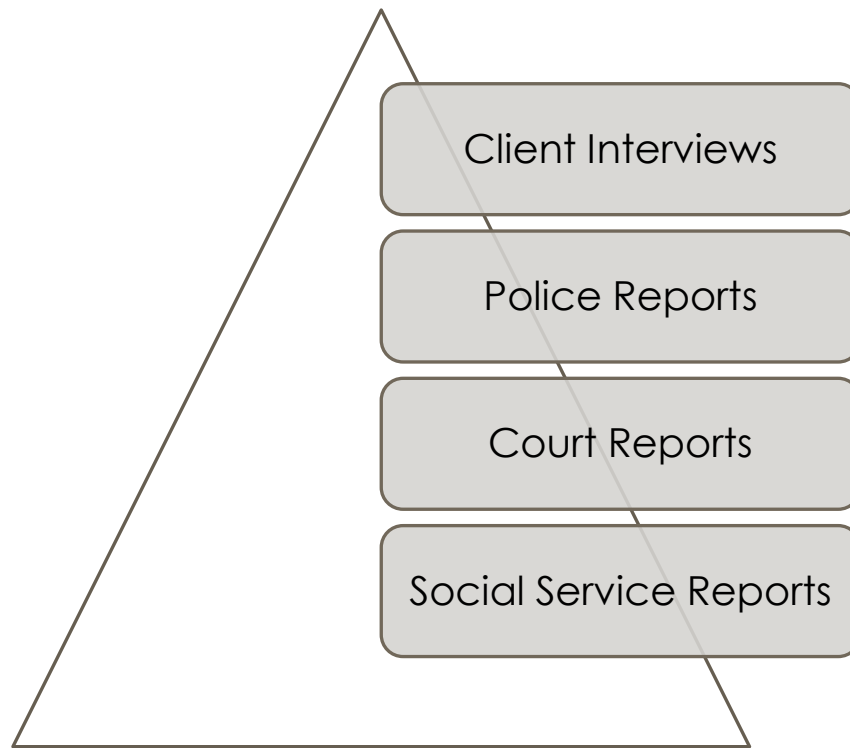 Client Interviews
Police Reports
Court Reports
Social Service Reports